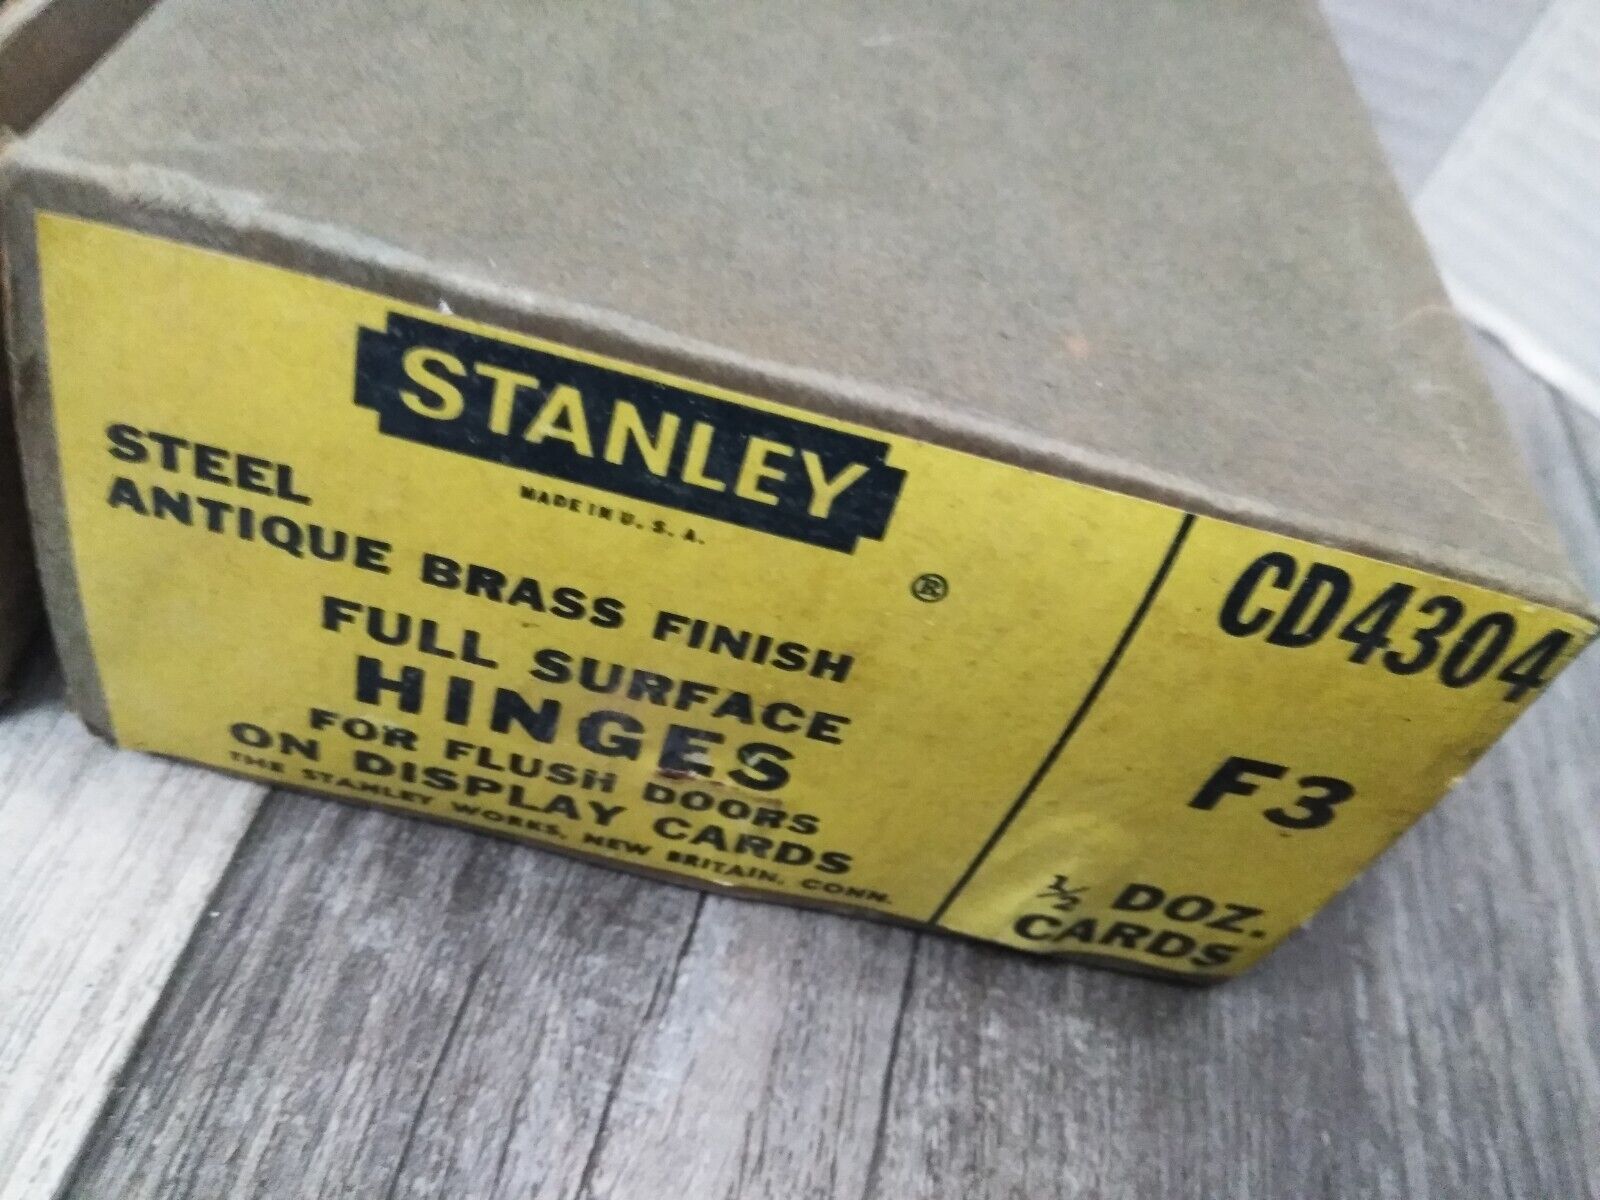 STANLEY
MADE IN U.S.A.
®
STEEL
ANTIQUE BRASS FINISH
FULL SURFACE
HINGES
FOR FLUSH DOORS
ON DISPLAY CARDS
THE STANLEY WORKS, NEW BRITAIN, CONN.
CD4304
F3
½ DOZ.
CARDS